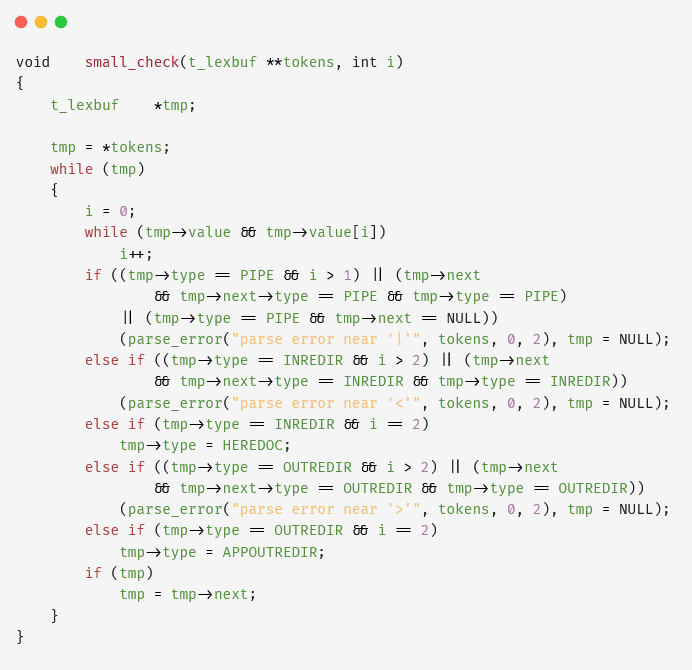 void    small_check(t_lexbuf **tokens, int i)
{
    t_lexbuf    *tmp;

    tmp = *tokens;
    while (tmp)
    {
        i = 0;
        while (tmp->value && tmp->value[i])
            i++;
        if ((tmp->type == PIPE && i > 1) || (tmp->next
                && tmp->next->type == PIPE && tmp->type == PIPE)
            || (tmp->type == PIPE && tmp->next == NULL))
            (parse_error("parse error near '|'", tokens, 0, 2), tmp = NULL);
        else if ((tmp->type == INREDIR && i > 2) || (tmp->next
                && tmp->next->type == INREDIR && tmp->type == INREDIR))
            (parse_error("parse error near '<'", tokens, 0, 2), tmp = NULL);
        else if (tmp->type == INREDIR && i == 2)
            tmp->type = HEREDOC;
        else if ((tmp->type == OUTREDIR && i > 2) || (tmp->next
                && tmp->next->type == OUTREDIR && tmp->type == OUTREDIR))
            (parse_error("parse error near '>'", tokens, 0, 2), tmp = NULL);
        else if (tmp->type == OUTREDIR && i == 2)
            tmp->type = APPOUTREDIR;
        if (tmp)
            tmp = tmp->next;
    }
}